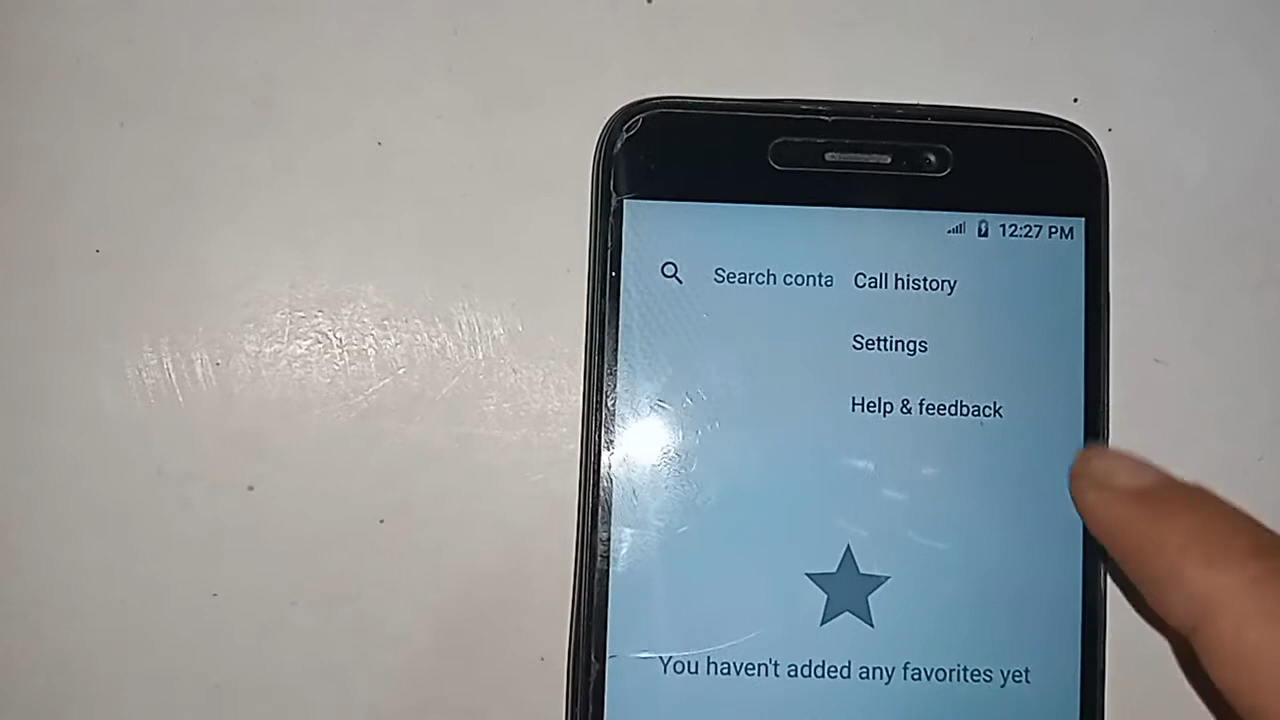 12:27 PM
Search conta
Call history
Settings
Help & feedback
You haven't added any favorites yet